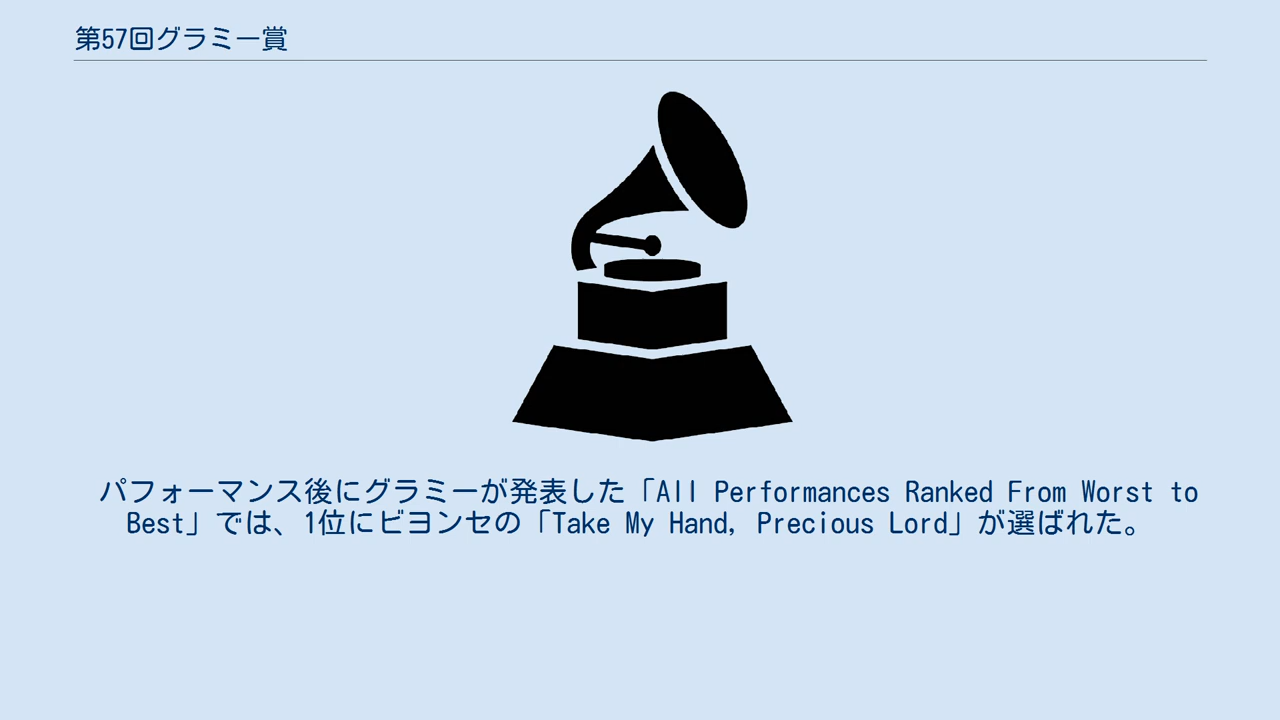 第57回グラミー賞
パフォーマンス後にグラミーが発表した「All Performances Ranked From Worst to
Best」では、1位にビヨンセの「Take My Hand, Precious Lord」が選ばれた。